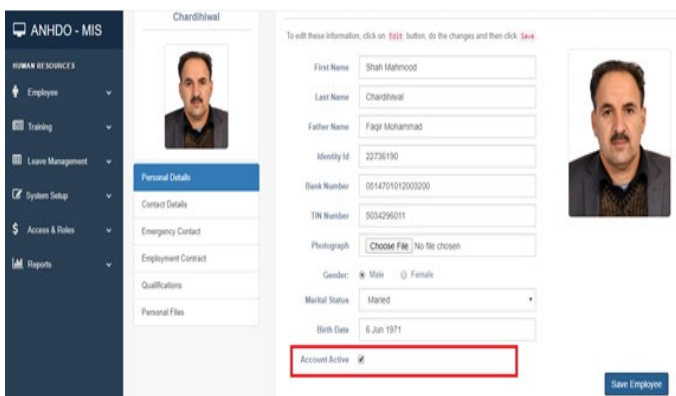 ANHDO - MIS
HUMAN RESOURCES
Employee
Training
Leave Management
System Setup
Access & Roles
Reports
Chardihiwal
Personal Details
Contact Details
Emergency Contact
Employment Contract
Qualifications
Personal Files
To edit these information, click on Edit button, do the changes and then click Save
First Name Shah Mahmood
Last Name Chardihiwal
Father Name Faqir Mohammad
Identity Id 22736190
Bank Number 0514701012003200
TIN Number 5034296011
Photograph Choose File No file chosen
Gender: Male Female
Marital Status Maried
Birth Date 6 Jun 1971
Account Active
Save Employee